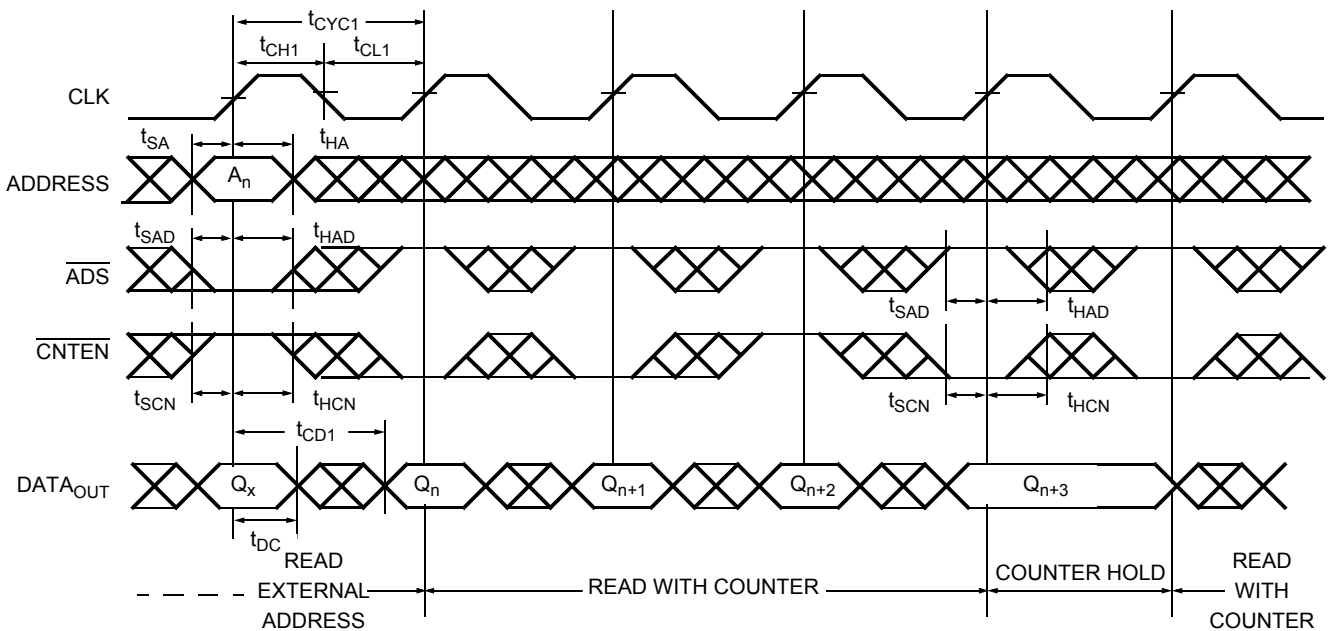 tCYC1
tCH1 tCL1
CLK
tSA tHA
ADDRESS An
tSAD tHAD
ADS
tSAD tHAD
CNTEN
tSCN tHCN tSCN tHCN
tCD1
DATAOUT Qx Qn Qn+1 Qn+2 Qn+3
tDC
READ EXTERNAL ADDRESS
READ WITH COUNTER
COUNTER HOLD
READ WITH COUNTER